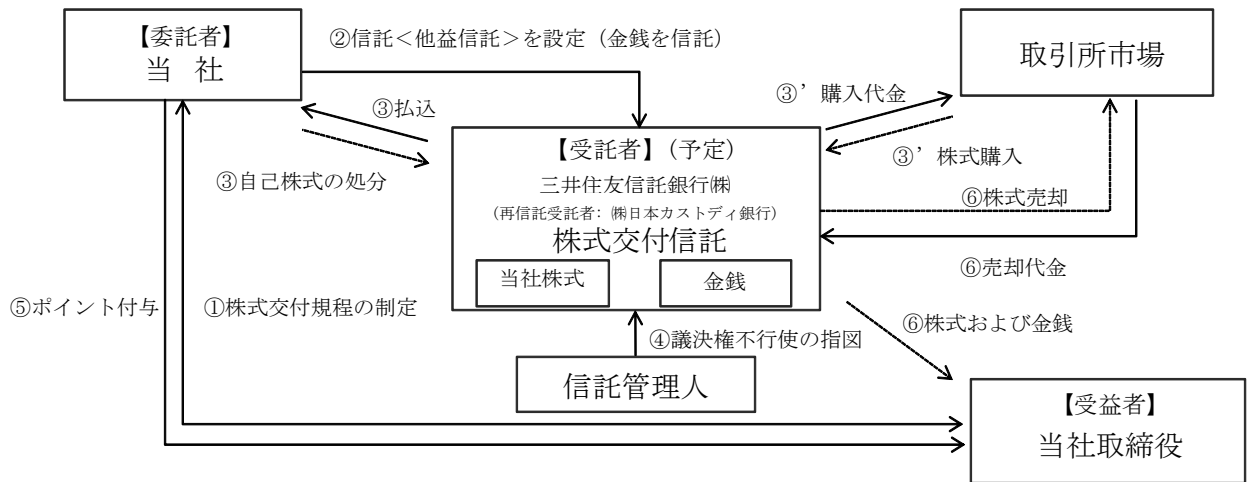 【委託者】
当 社
②信託<他益信託>を設定(金銭を信託)
取引所市場
③払込
③’購入代金
【受託者】(予定)
③自己株式の処分
三井住友信託銀行㈱
③’株式購入
(再信託受託者:㈱日本カストディ銀行)
⑥株式売却
株式交付信託
当社株式
金銭
⑥売却代金
⑤ポイント付与
①株式交付規程の制定
④議決権不行使の指図
⑥株式および金銭
信託管理人
【受益者】
当社取締役